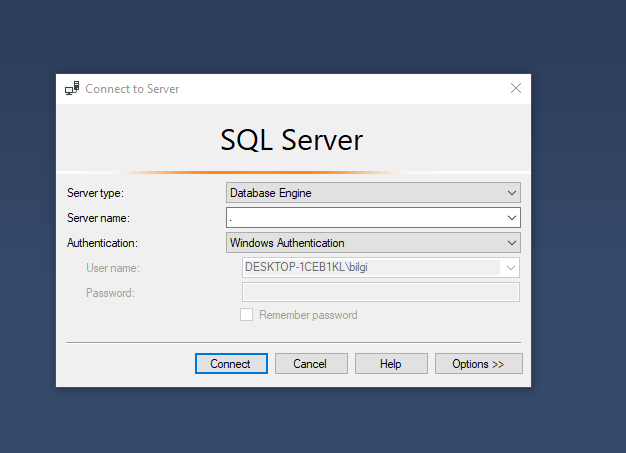 Connect to Server
SQL Server
Server type: Database Engine
Server name: .
Authentication: Windows Authentication
User name: DESKTOP-1CEB1KL\bilgi
Password:
Remember password
Connect Cancel Help Options >>